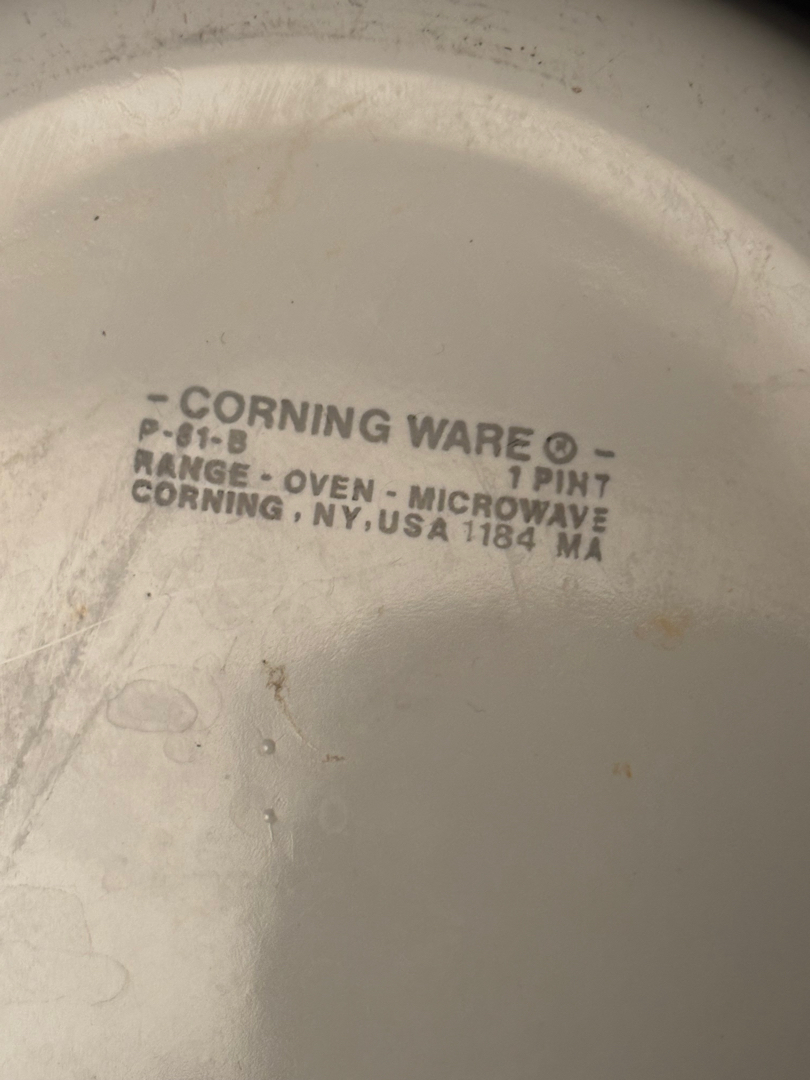 - CORNING WARE ® -
P-81-B 1 PINT
RANGE - OVEN - MICROWAVE
CORNING, NY, USA 1184 MA